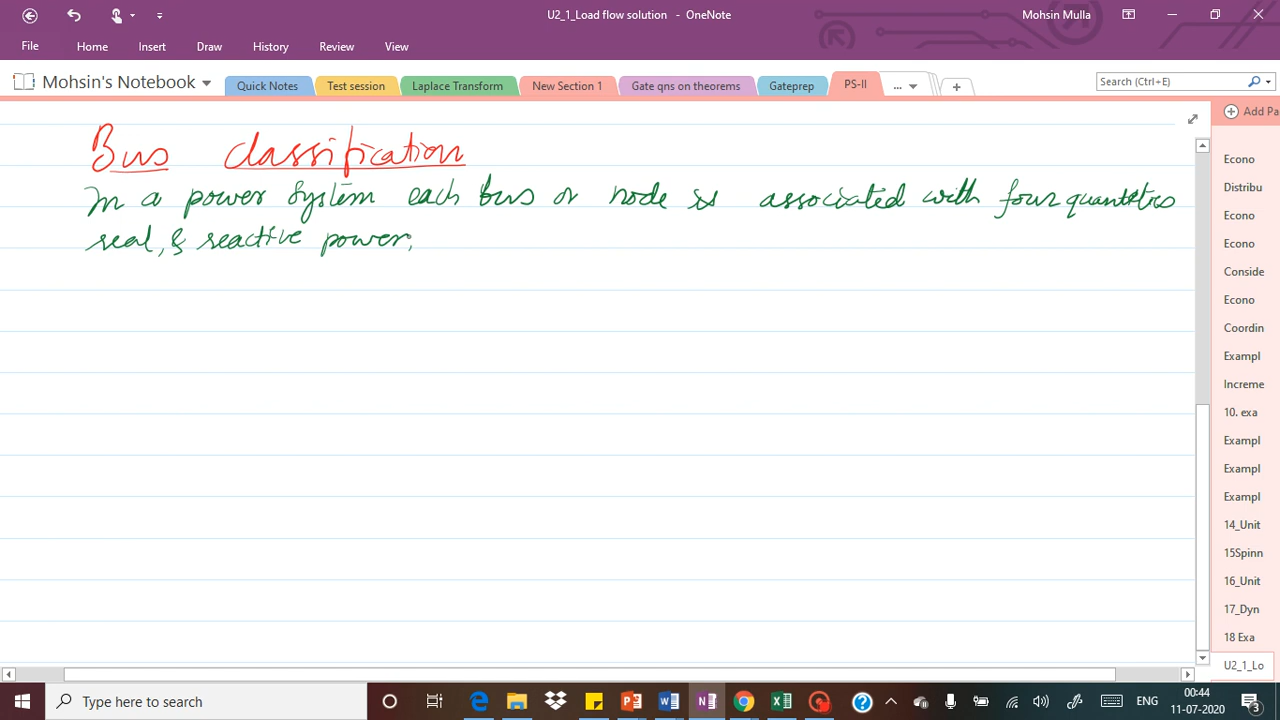 U2_1_Load flow solution - OneNote
Mohsin Mulla
File Home Insert Draw History Review View
Mohsin's Notebook
Quick Notes
Test session
Laplace Transform
New Section 1
Gate qns on theorems
Gateprep
PS-II
...
Search (Ctrl+E)
Add Pa
Bus classification
In a power system each bus or node is associated with four quantities
real, & reactive power,
Econo
Distribu
Econo
Econo
Conside
Econo
Coordin
Exampl
Increme
10. exa
Exampl
Exampl
Exampl
14_Unit
15Spinn
16_Unit
17_Dyn
18 Exa
U2_1_Lo
Type here to search
ENG
00:44
11-07-2020
3